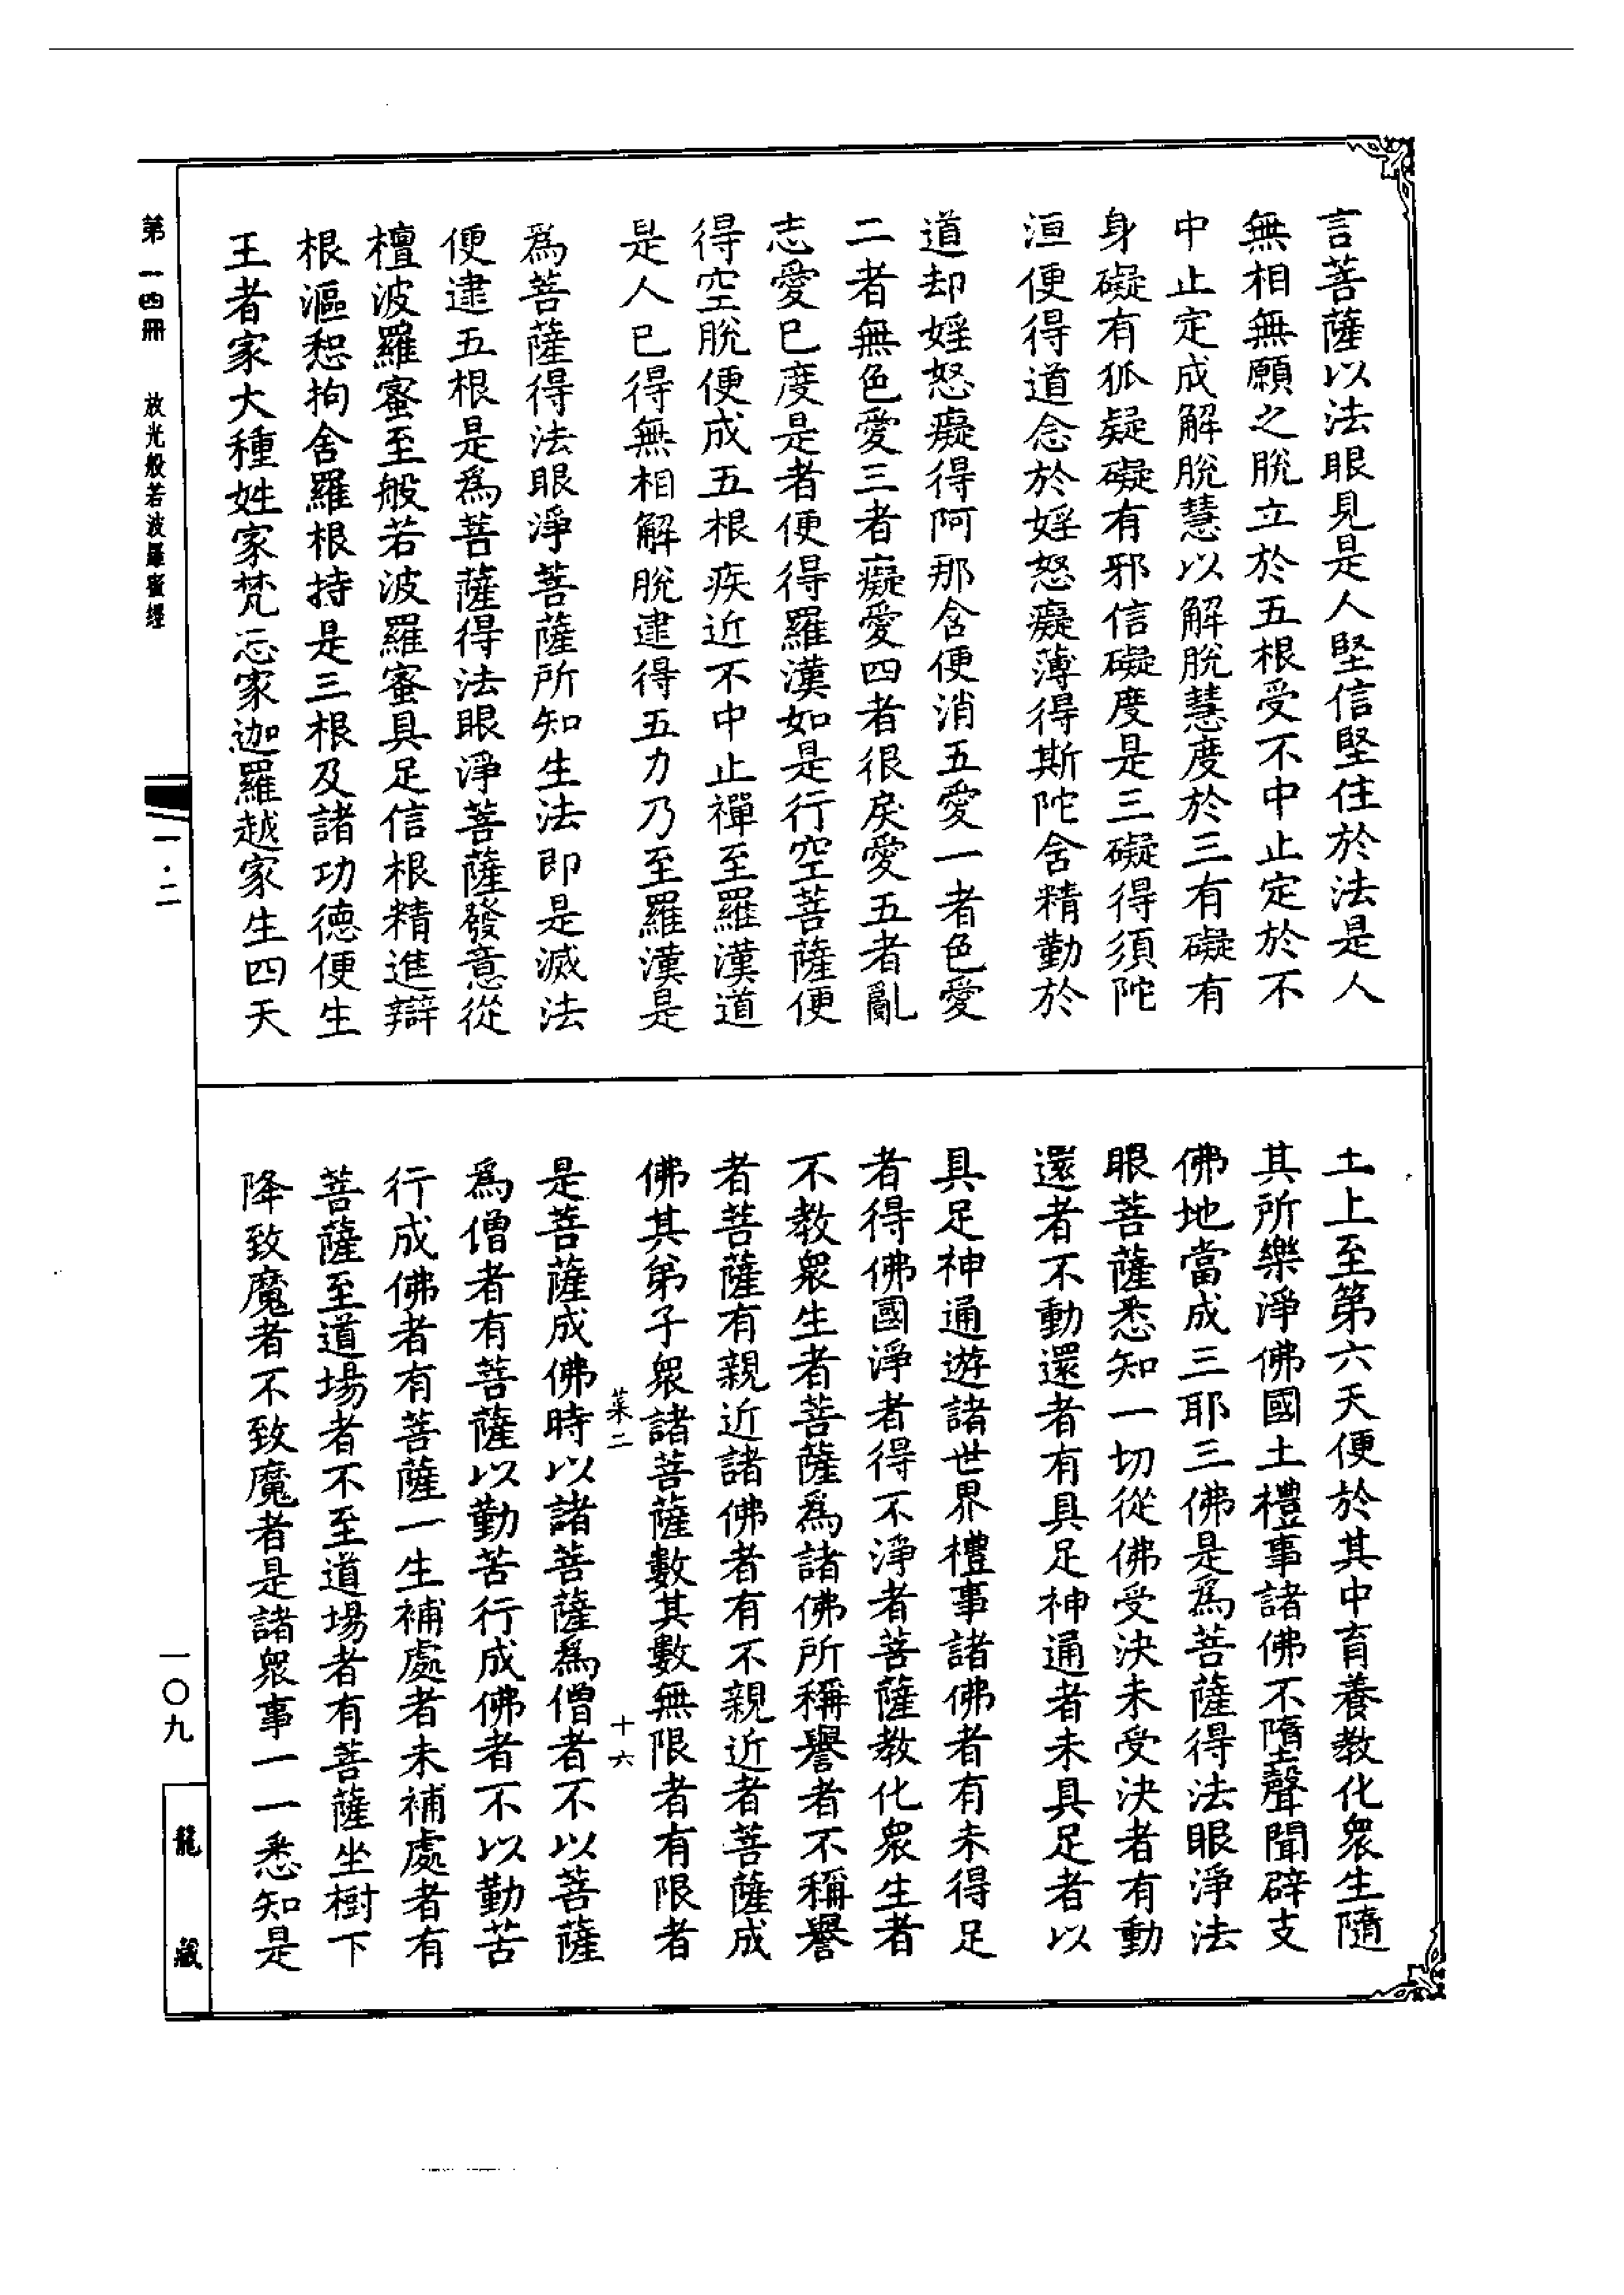 言菩薩以法眼見是人堅信堅住於法是人
無相無願之脫立於五根受不中止定於不
中止定成解脫慧以解脫慧度於三有礙有
身礙有狐疑礙有邪信礙度是三礙得須陀
洹便得道念於婬怒癡薄得斯陀含精勤於
道却婬怒癡得阿那含便消五愛一者色愛
二者無色愛三者癡愛四者很戾愛五者亂
志愛已度是者便得羅漢如是行空菩薩便
得空脫便成五根疾近不中止禪至羅漢道
是人已得無相解脫逮得五力乃至羅漢是
為菩薩得法眼淨菩薩所知生法即是滅法
便逮五根是為菩薩得法眼淨菩薩發意從
檀波羅蜜至般若波羅蜜具足信根精進辯
根漚惒拘舍羅根持是三根及諸功德便生
王者家大種姓家梵志家迦羅越家生四天
土上至第六天便於其中育養教化眾生隨
其所樂淨佛國土禮事諸佛不隨聲聞辟支
佛地當成三耶三佛是為菩薩得法眼淨法
眼菩薩悉知一切從佛受決未受決者有動
還者不動還者有具足神通者未具足者以
具足神通遊諸世界禮事諸佛者有未得足
者得佛國淨者得不淨者菩薩教化眾生者
不教眾生者菩薩為諸佛所稱譽者不稱譽
者菩薩有親近諸佛者有不親近者菩薩成
佛其弟子眾諸菩薩數其數無限者有限者
菜二 十六
是菩薩成佛時以諸菩薩為僧者不以菩薩
為僧者有菩薩以勤苦行成佛者不以勤苦
行成佛者有菩薩一生補處者未補處者有
菩薩至道場者不至道場者有菩薩坐樹下
降致魔者不致魔者是諸眾事一一悉知是
第一四冊 放光般若波羅蜜經
一·二
一〇九
龍藏